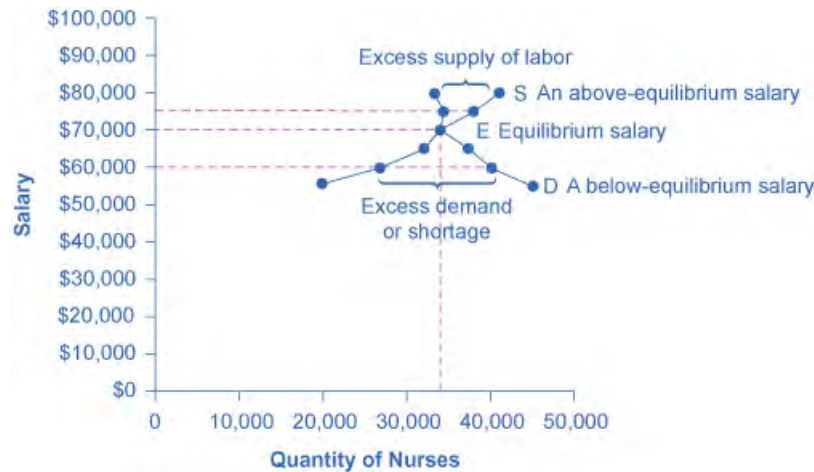 $100,000
$90,000
$80,000
$70,000
$60,000
$50,000
$40,000
$30,000
$20,000
$10,000
$0
Salary
Excess supply of labor
S An above-equilibrium salary
E Equilibrium salary
D A below-equilibrium salary
Excess demand
or shortage
0 10,000 20,000 30,000 40,000 50,000
Quantity of Nurses